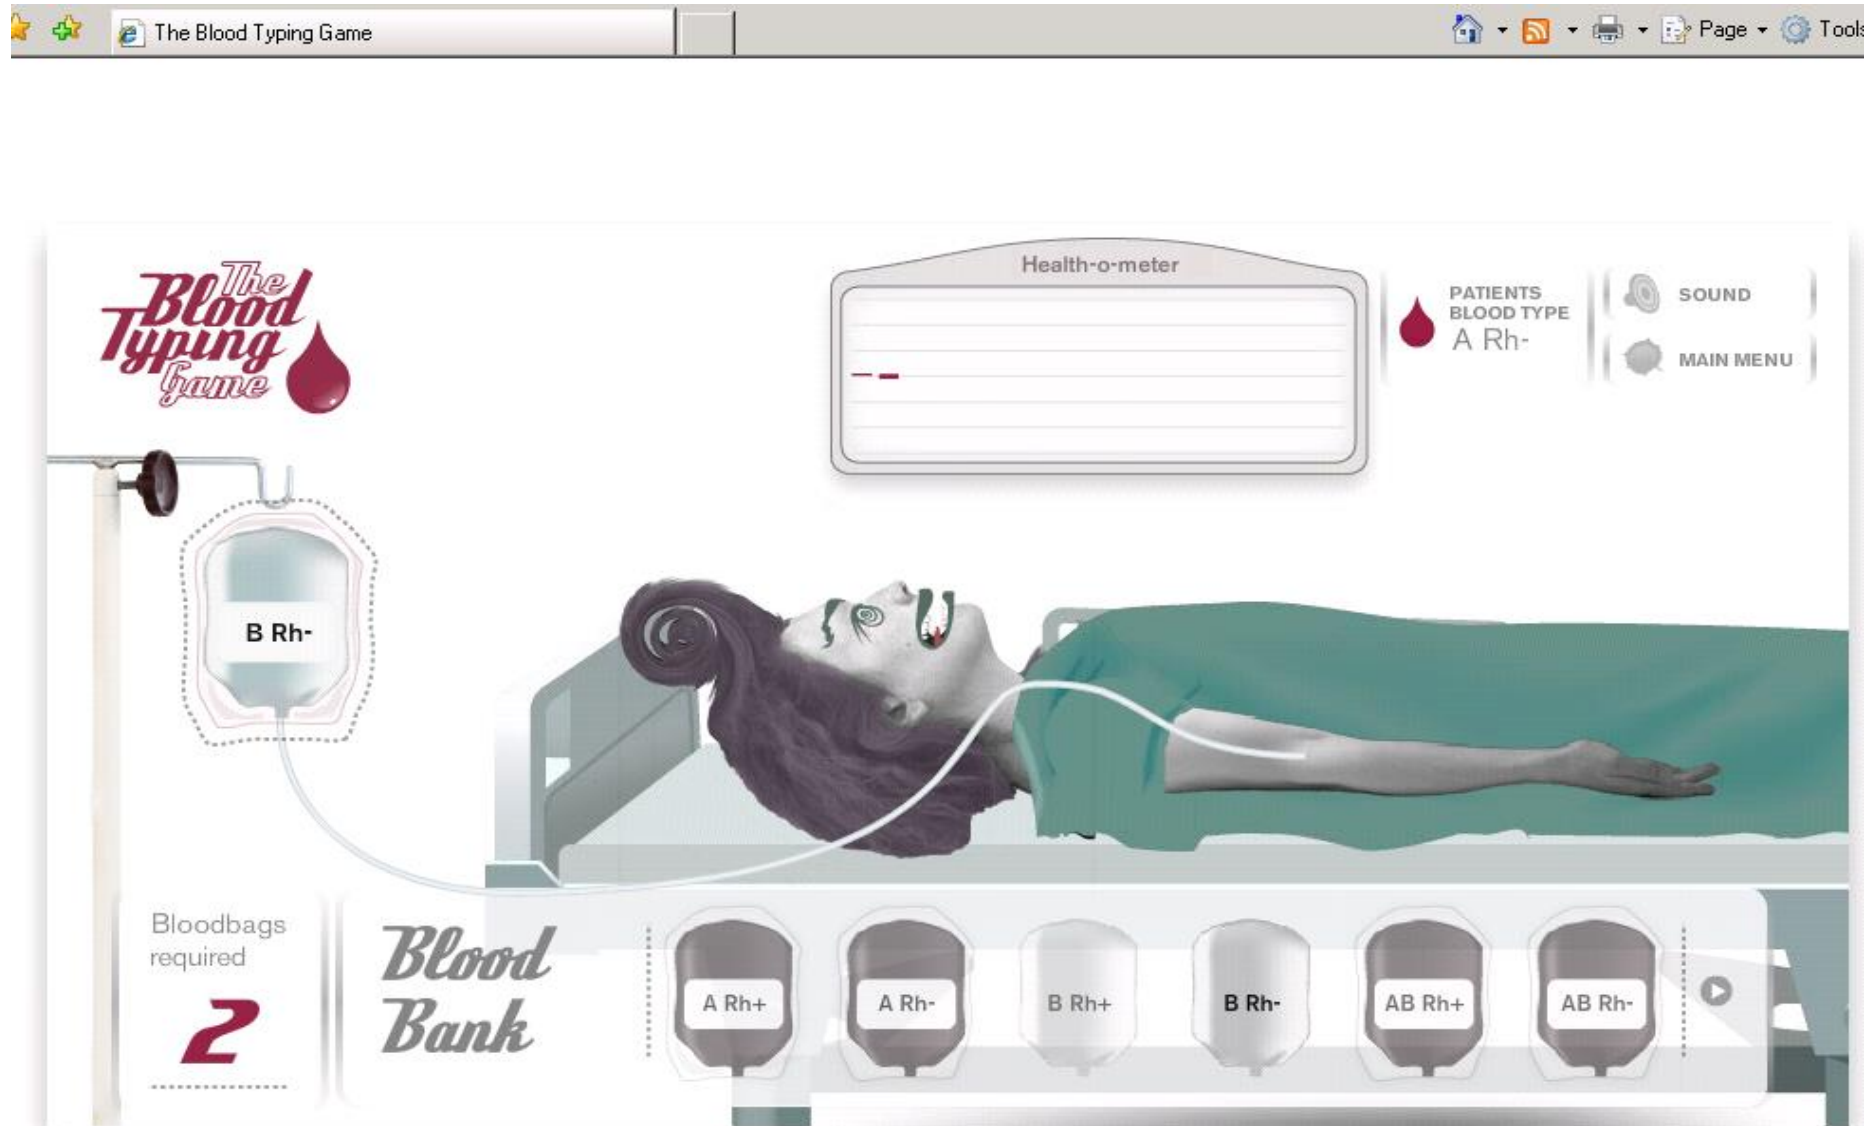 The Blood Typing Game
Page
Tools
The
Blood
Typing
Game
Health-o-meter
PATIENTS
BLOOD TYPE
A Rh-
SOUND
MAIN MENU
B Rh-
Bloodbags
required
2
Blood
Bank
A Rh+
A Rh-
B Rh+
B Rh-
AB Rh+
AB Rh-